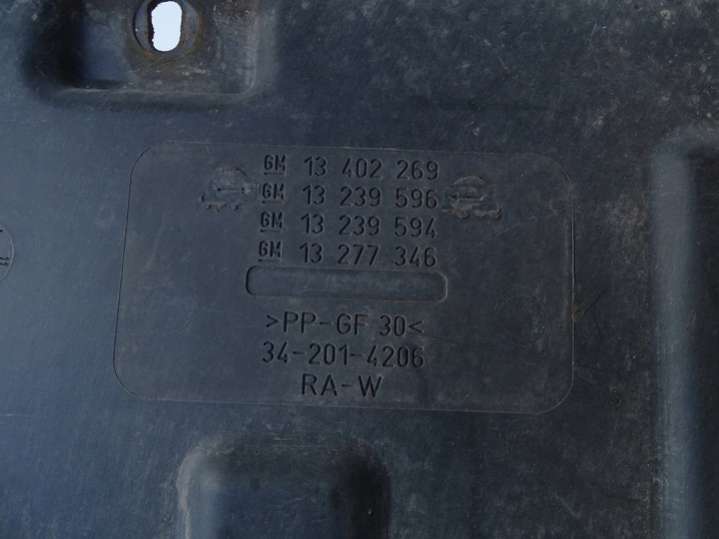 GM 13 402 269
GM 13 239 596
GM 13 239 594
GM 13 277 346
>PP-GF 30<
34-201-4206
RA-W